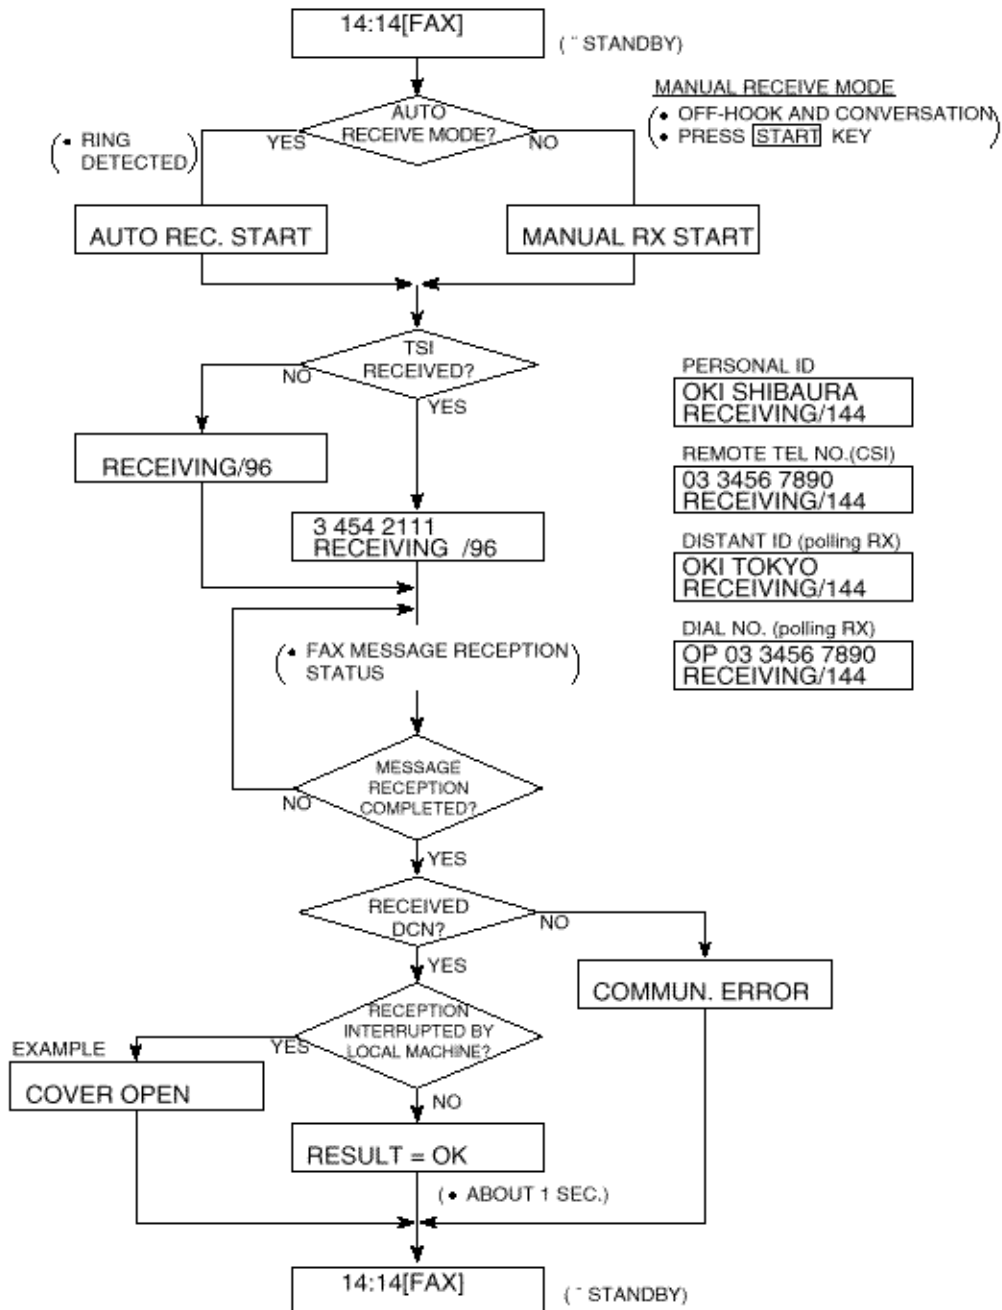 14:14[FAX]
(¨ STANDBY)
AUTO
RECEIVE MODE?
YES
NO
MANUAL RECEIVE MODE
• OFF-HOOK AND CONVERSATION
• PRESS START KEY
• RING
DETECTED
AUTO REC. START
MANUAL RX START
TSI
RECEIVED?
NO
YES
RECEIVING/96
3 454 2111
RECEIVING /96
PERSONAL ID
OKI SHIBAURA
RECEIVING/144
REMOTE TEL NO.(CSI)
03 3456 7890
RECEIVING/144
DISTANT ID (polling RX)
OKI TOKYO
RECEIVING/144
DIAL NO. (polling RX)
OP 03 3456 7890
RECEIVING/144
• FAX MESSAGE RECEPTION
STATUS
MESSAGE
RECEPTION
COMPLETED?
NO
YES
RECEIVED
DCN?
NO
YES
COMMUN. ERROR
RECEPTION
INTERRUPTED BY
LOCAL MACHINE?
YES
NO
EXAMPLE
COVER OPEN
RESULT = OK
(• ABOUT 1 SEC.)
14:14[FAX]
(¨ STANDBY)